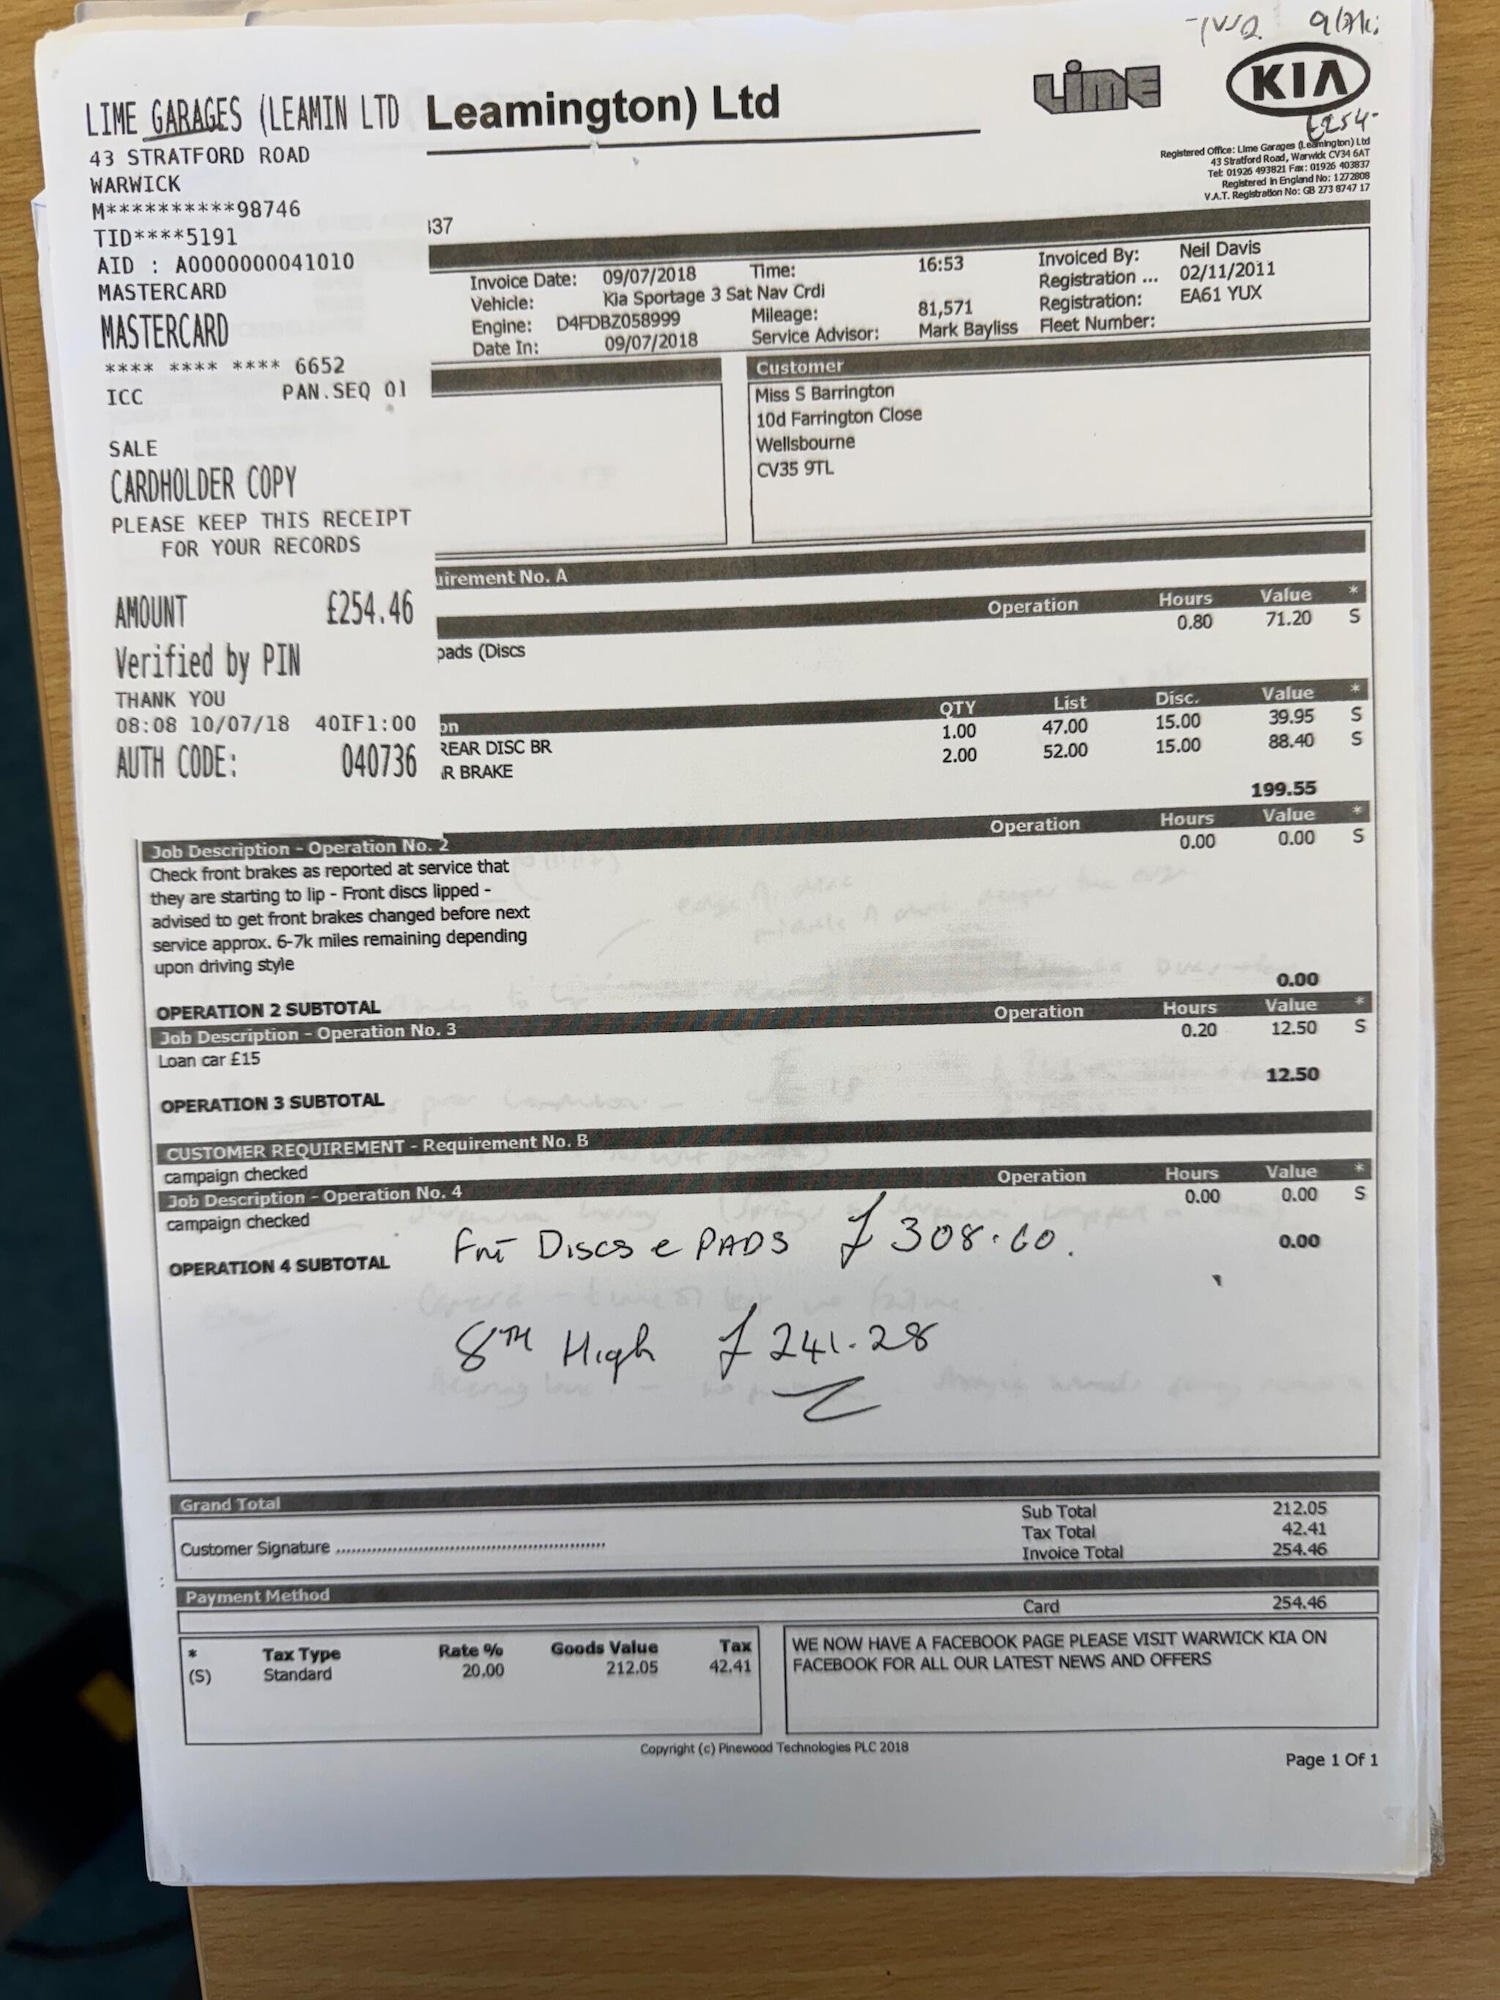 £254-
LIME
KIA
LIME GARAGES (LEAMIN LTD
Leamington) Ltd
43 STRATFORD ROAD
WARWICK
M**********98746
TID****5191
AID : A0000000041010
MASTERCARD
MASTERCARD
**** **** **** 6652
ICC PAN.SEQ 01
SALE
CARDHOLDER COPY
PLEASE KEEP THIS RECEIPT
FOR YOUR RECORDS
AMOUNT £254.46
Verified by PIN
THANK YOU
08:08 10/07/18 40IF1:00
AUTH CODE: 040736
Registered Office: Lime Garages (Leamington) Ltd
43 Stratford Road, Warwick CV34 6AT
Tel: 01926 493821 Fax: 01926 403837
Registered in England No: 1272808
V.A.T. Registration No: GB 273 8747 17
37
Invoice Date: 09/07/2018 Time: 16:53 Invoiced By: Neil Davis
Vehicle: Kia Sportage 3 Sat Nav Crdi Registration ... 02/11/2011
Engine: D4FDBZ058999 Mileage: 81,571 Registration: EA61 YUX
Date In: 09/07/2018 Service Advisor: Mark Bayliss Fleet Number:
Customer
Miss S Barrington
10d Farrington Close
Wellsbourne
CV35 9TL
uirement No. A
Operation Hours Value *
0.80 71.20 S
pads (Discs
on QTY List Disc. Value *
REAR DISC BR 1.00 47.00 15.00 39.95 S
R BRAKE 2.00 52.00 15.00 88.40 S
199.55
Job Description - Operation No. 2 Operation Hours Value *
Check front brakes as reported at service that 0.00 0.00 S
they are starting to lip - Front discs lipped -
advised to get front brakes changed before next
service approx. 6-7k miles remaining depending
upon driving style
OPERATION 2 SUBTOTAL 0.00
Job Description - Operation No. 3 Operation Hours Value *
Loan car £15 0.20 12.50 S
OPERATION 3 SUBTOTAL 12.50
CUSTOMER REQUIREMENT - Requirement No. B
campaign checked
Job Description - Operation No. 4 Operation Hours Value *
campaign checked 0.00 0.00 S
OPERATION 4 SUBTOTAL 0.00
Fnt Discs e PADS £308.60.
8TH High £241.28
Grand Total
Sub Total 212.05
Tax Total 42.41
Customer Signature ......................................................
Invoice Total 254.46
Payment Method
Card 254.46
* Tax Type Rate % Goods Value Tax
(S) Standard 20.00 212.05 42.41
WE NOW HAVE A FACEBOOK PAGE PLEASE VISIT WARWICK KIA ON
FACEBOOK FOR ALL OUR LATEST NEWS AND OFFERS
Copyright (c) Pinewood Technologies PLC 2018
Page 1 Of 1